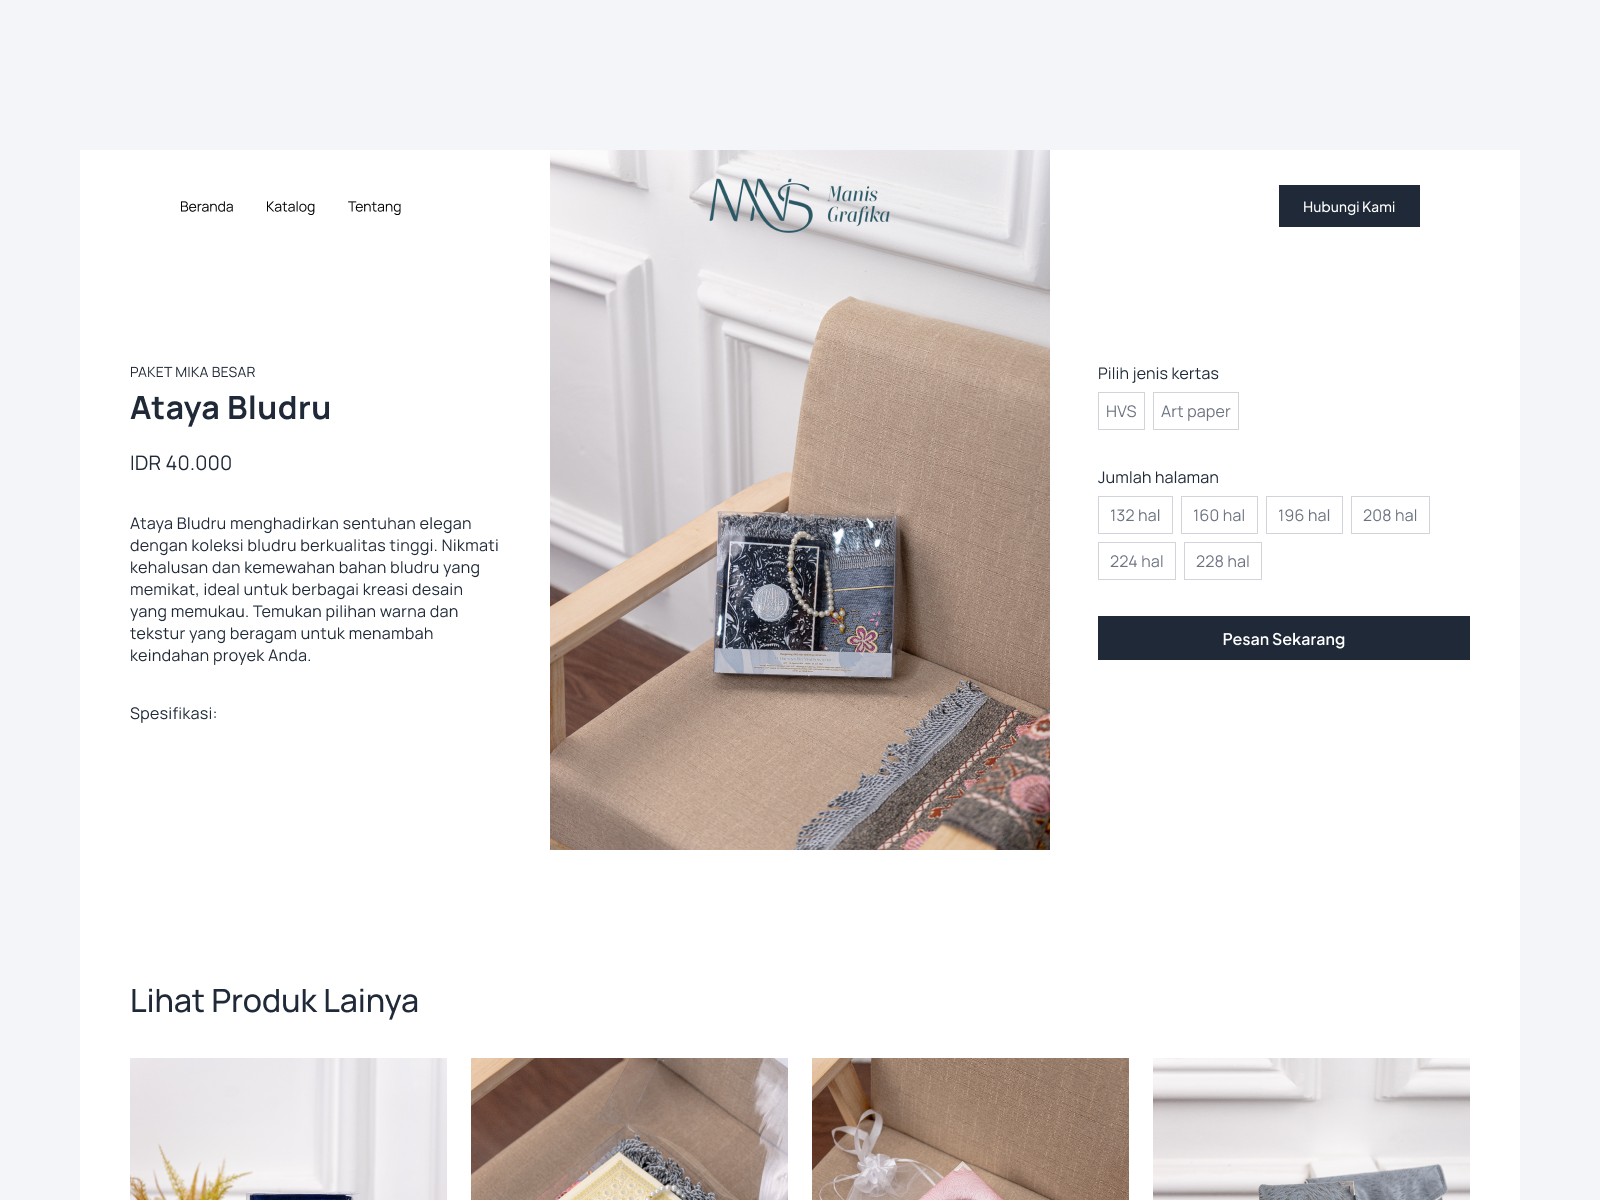 Beranda Katalog Tentang
Manis
Grafika
Hubungi Kami
PAKET MIKA BESAR
Ataya Bludru
IDR 40.000
Ataya Bludru menghadirkan sentuhan elegan
dengan koleksi bludru berkualitas tinggi. Nikmati
kehalusan dan kemewahan bahan bludru yang
memikat, ideal untuk berbagai kreasi desain
yang memukau. Temukan pilihan warna dan
tekstur yang beragam untuk menambah
keindahan proyek Anda.
Spesifikasi:
Pilih jenis kertas
HVS Art paper
Jumlah halaman
132 hal 160 hal 196 hal 208 hal
224 hal 228 hal
Pesan Sekarang
Lihat Produk Lainya